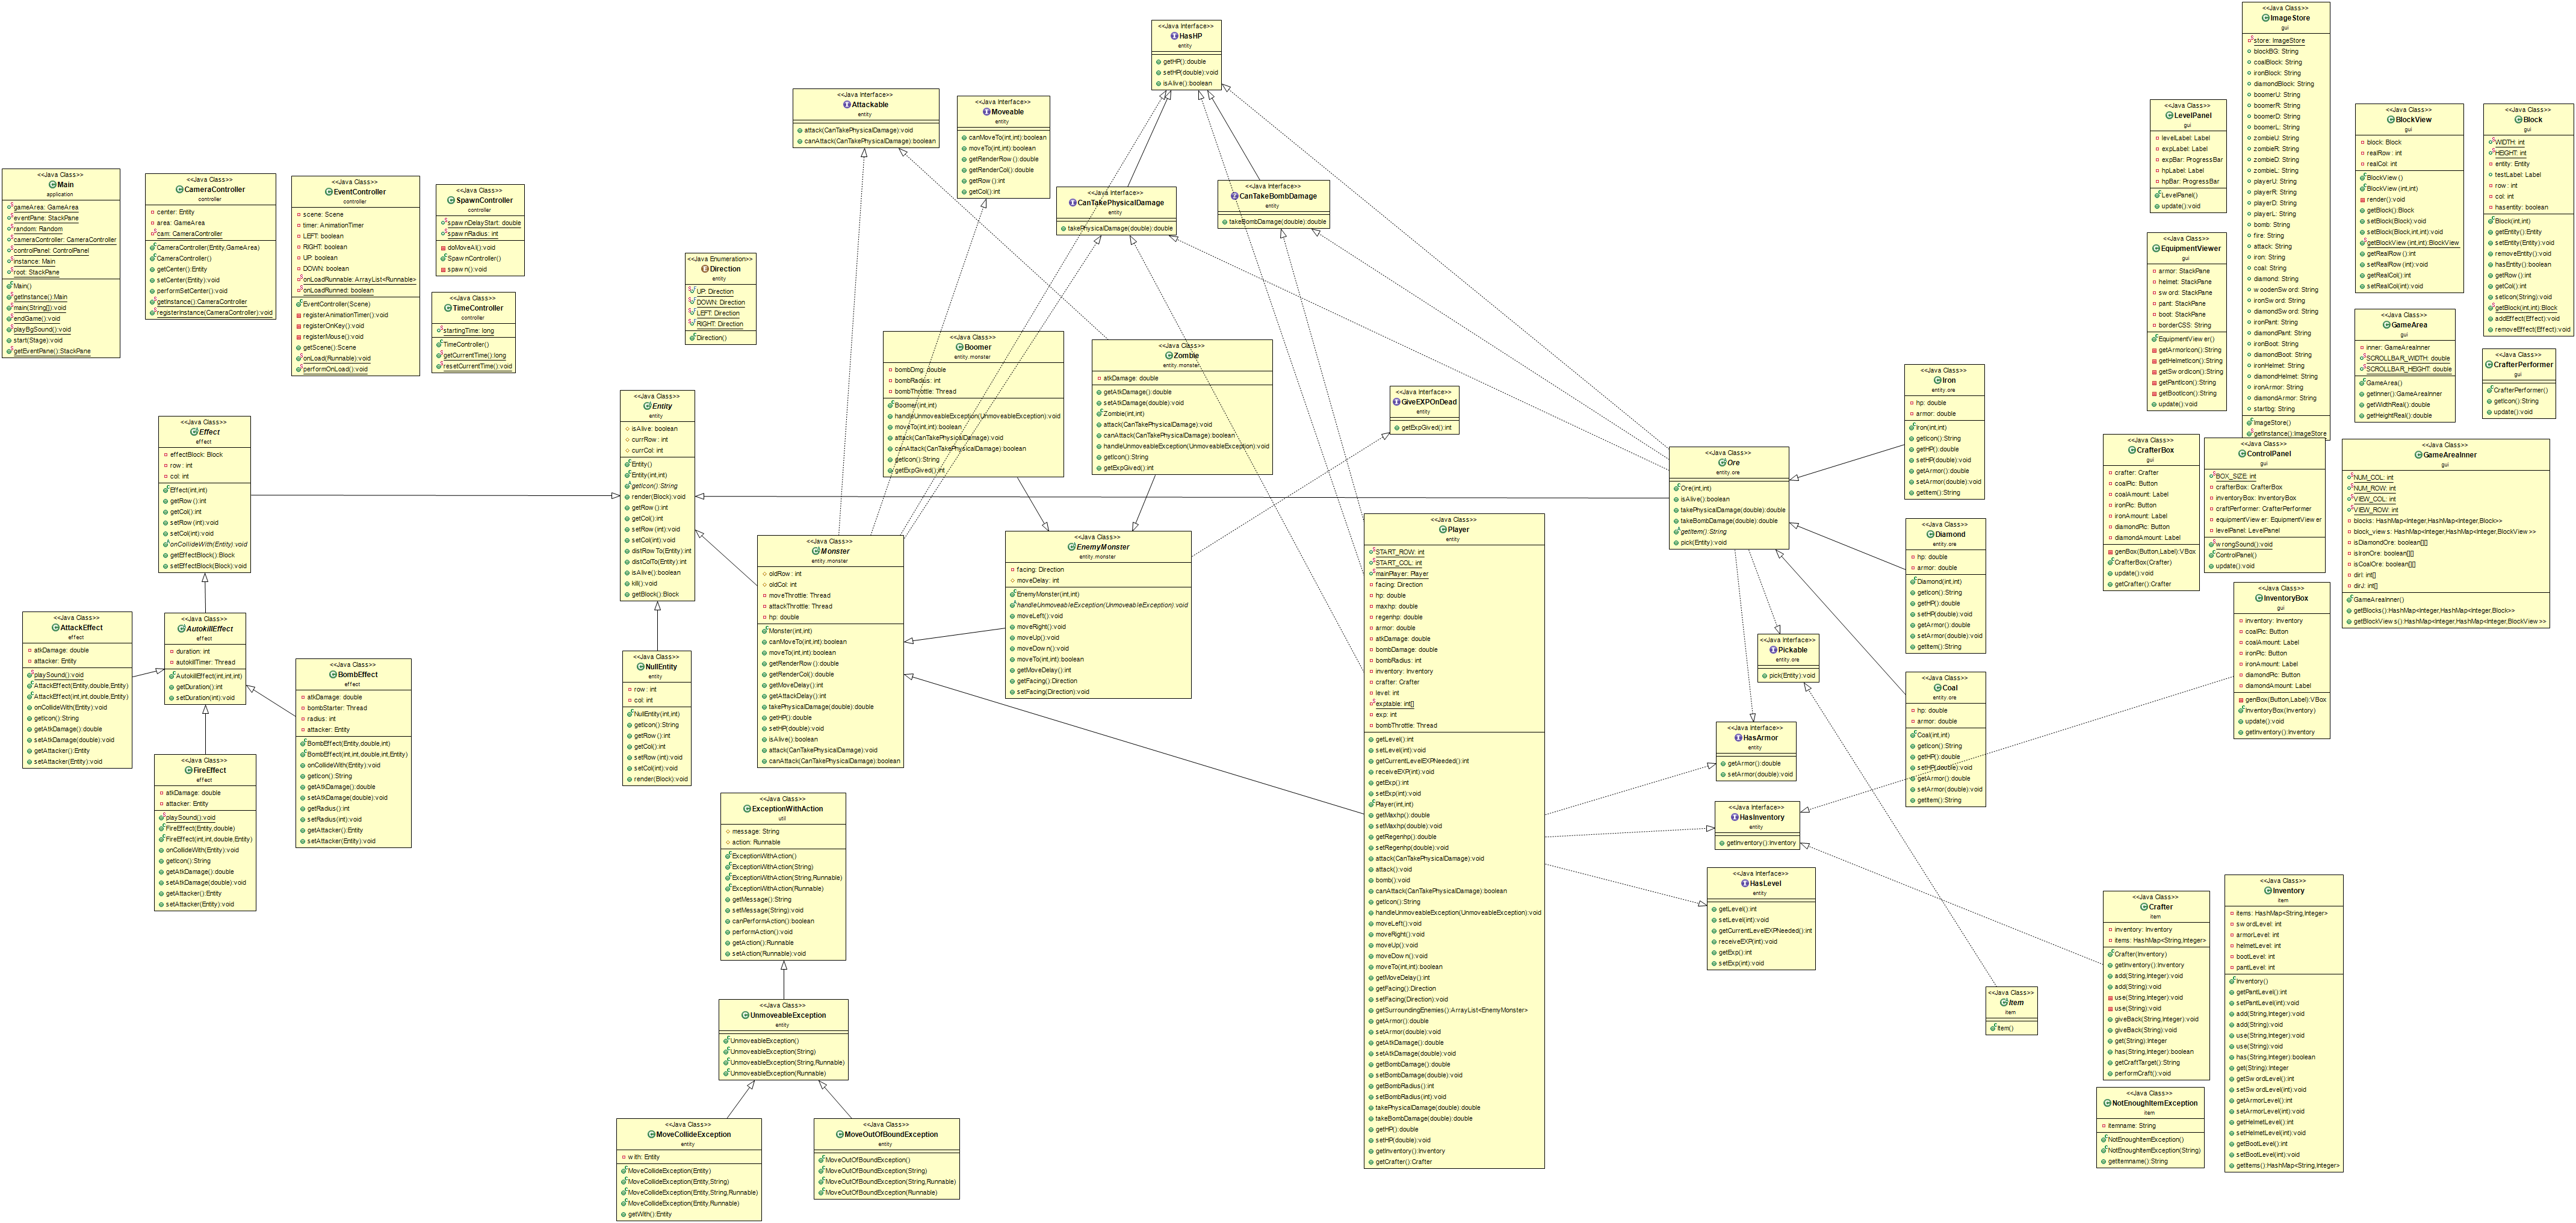 <<Java Class>>
Main
application
gameArea: GameArea
eventPane: StackPane
random: Random
cameraController: CameraController
controlPanel: ControlPanel
instance: Main
root: StackPane
Main()
getInstance():Main
main(String[]):void
endGame():void
playBgSound():void
start(Stage):void
getEventPane():StackPane
<<Java Class>>
CameraController
controller
center: Entity
area: GameArea
cam: CameraController
CameraController(Entity,GameArea)
CameraController()
getCenter():Entity
setCenter(Entity):void
performSetCenter():void
getInstance():CameraController
registerInstance(CameraController):void
<<Java Class>>
EventController
controller
scene: Scene
timer: AnimationTimer
LEFT: boolean
RIGHT: boolean
UP: boolean
DOWN: boolean
onLoadRunnable: ArrayList<Runnable>
onLoadRunned: boolean
EventController(Scene)
registerAnimationTimer():void
registerOnKey():void
registerMouse():void
getScene():Scene
onLoad(Runnable):void
performOnLoad():void
<<Java Class>>
SpawnController
controller
spawnDelayStart: double
spawnRadius: int
doMoveAI():void
SpawnController()
spawn():void
<<Java Class>>
TimeController
controller
startingTime: long
TimeController()
getCurrentTime():long
resetCurrentTime():void
<<Java Class>>
Effect
effect
effectBlock: Block
row: int
col: int
Effect(int,int)
getRow():int
getCol():int
setRow(int):void
setCol(int):void
onCollideWith(Entity):void
getEffectBlock():Block
setEffectBlock(Block):void
<<Java Class>>
AttackEffect
effect
atkDamage: double
attacker: Entity
playSound():void
AttackEffect(Entity,double,Entity)
AttackEffect(int,int,double,Entity)
onCollideWith(Entity):void
getIcon():String
getAtkDamage():double
setAtkDamage(double):void
getAttacker():Entity
setAttacker(Entity):void
<<Java Class>>
AutokillEffect
effect
duration: int
autokillTimer: Thread
AutokillEffect(int,int,int)
getDuration():int
setDuration(int):void
<<Java Class>>
BombEffect
effect
atkDamage: double
bombStarter: Thread
radius: int
attacker: Entity
BombEffect(Entity,double,int)
BombEffect(int,int,double,int,Entity)
onCollideWith(Entity):void
getIcon():String
getAtkDamage():double
setAtkDamage(double):void
getRadius():int
setRadius(int):void
getAttacker():Entity
setAttacker(Entity):void
<<Java Class>>
FireEffect
effect
atkDamage: double
attacker: Entity
playSound():void
FireEffect(Entity,double)
FireEffect(int,int,double,Entity)
onCollideWith(Entity):void
getIcon():String
getAtkDamage():double
setAtkDamage(double):void
getAttacker():Entity
setAttacker(Entity):void
<<Java Interface>>
HasHP
entity
getHP():double
setHP(double):void
isAlive():boolean
<<Java Interface>>
Attackable
entity
attack(CanTakePhysicalDamage):void
canAttack(CanTakePhysicalDamage):boolean
<<Java Interface>>
Moveable
entity
canMoveTo(int,int):boolean
moveTo(int,int):boolean
getRenderRow():double
getRenderCol():double
getRow():int
getCol():int
<<Java Interface>>
CanTakePhysicalDamage
entity
takePhysicalDamage(double):double
<<Java Interface>>
CanTakeBombDamage
entity
takeBombDamage(double):double
<<Java Enumeration>>
Direction
entity
UP: Direction
DOWN: Direction
LEFT: Direction
RIGHT: Direction
Direction()
<<Java Class>>
Boomer
entity.monster
bombDmg: double
bombRadius: int
bombThrottle: Thread
Boomer(int,int)
handleUnmoveableException(UnmoveableException):void
moveTo(int,int):boolean
attack(CanTakePhysicalDamage):void
canAttack(CanTakePhysicalDamage):boolean
getIcon():String
getExpGived():int
<<Java Class>>
Zombie
entity.monster
atkDamage: double
getAtkDamage():double
setAtkDamage(double):void
Zombie(int,int)
attack(CanTakePhysicalDamage):void
canAttack(CanTakePhysicalDamage):boolean
handleUnmoveableException(UnmoveableException):void
getIcon():String
getExpGived():int
<<Java Interface>>
GiveEXPOnDead
entity
getExpGived():int
<<Java Class>>
Entity
entity
isAlive: boolean
currRow: int
currCol: int
Entity()
Entity(int,int)
getIcon():String
render(Block):void
getRow():int
getCol():int
setRow(int):void
setCol(int):void
distRowTo(Entity):int
distColTo(Entity):int
isAlive():boolean
kill():void
getBlock():Block
<<Java Class>>
NullEntity
entity
row: int
col: int
NullEntity(int,int)
getIcon():String
getRow():int
getCol():int
setRow(int):void
setCol(int):void
render(Block):void
<<Java Class>>
Monster
entity.monster
oldRow: int
oldCol: int
moveThrottle: Thread
attackThrottle: Thread
hp: double
Monster(int,int)
canMoveTo(int,int):boolean
moveTo(int,int):boolean
getRenderRow():double
getRenderCol():double
getMoveDelay():int
getAttackDelay():int
takePhysicalDamage(double):double
getHP():double
setHP(double):void
isAlive():boolean
attack(CanTakePhysicalDamage):void
canAttack(CanTakePhysicalDamage):boolean
<<Java Class>>
EnemyMonster
entity.monster
facing: Direction
moveDelay: int
EnemyMonster(int,int)
handleUnmoveableException(UnmoveableException):void
moveLeft():void
moveRight():void
moveUp():void
moveDown():void
moveTo(int,int):boolean
getMoveDelay():int
getFacing():Direction
setFacing(Direction):void
<<Java Class>>
ExceptionWithAction
util
message: String
action: Runnable
ExceptionWithAction()
ExceptionWithAction(String)
ExceptionWithAction(String,Runnable)
ExceptionWithAction(Runnable)
getMessage():String
setMessage(String):void
canPerformAction():boolean
performAction():void
getAction():Runnable
setAction(Runnable):void
<<Java Class>>
UnmoveableException
entity
UnmoveableException()
UnmoveableException(String)
UnmoveableException(String,Runnable)
UnmoveableException(Runnable)
<<Java Class>>
MoveCollideException
entity
with: Entity
MoveCollideException(Entity)
MoveCollideException(Entity,String)
MoveCollideException(Entity,String,Runnable)
MoveCollideException(Entity,Runnable)
getWith():Entity
<<Java Class>>
MoveOutOfBoundException
entity
MoveOutOfBoundException()
MoveOutOfBoundException(String)
MoveOutOfBoundException(String,Runnable)
MoveOutOfBoundException(Runnable)
<<Java Class>>
Player
entity
START_ROW: int
START_COL: int
mainPlayer: Player
facing: Direction
hp: double
maxhp: double
regenhp: double
armor: double
atkDamage: double
bombDamage: double
bombRadius: int
inventory: Inventory
crafter: Crafter
level: int
exptable: int[]
exp: int
bombThrottle: Thread
getLevel():int
setLevel(int):void
getCurrentLevelEXPNeeded():int
receiveEXP(int):void
getExp():int
setExp(int):void
Player(int,int)
getMaxhp():double
setMaxhp(double):void
getRegenhp():double
setRegenhp(double):void
attack(CanTakePhysicalDamage):void
attack():void
bomb():void
canAttack(CanTakePhysicalDamage):boolean
getIcon():String
handleUnmoveableException(UnmoveableException):void
moveLeft():void
moveRight():void
moveUp():void
moveDown():void
moveTo(int,int):boolean
getMoveDelay():int
getFacing():Direction
setFacing(Direction):void
getSurroundingEnemies():ArrayList<EnemyMonster>
getArmor():double
setArmor(double):void
getAtkDamage():double
setAtkDamage(double):void
getBombDamage():double
setBombDamage(double):void
getBombRadius():int
setBombRadius(int):void
takePhysicalDamage(double):double
takeBombDamage(double):double
getHP():double
setHP(double):void
getInventory():Inventory
getCrafter():Crafter
<<Java Class>>
Ore
entity.ore
Ore(int,int)
isAlive():boolean
takePhysicalDamage(double):double
takeBombDamage(double):double
getItem():String
pick(Entity):void
<<Java Class>>
Iron
entity.ore
hp: double
armor: double
Iron(int,int)
getIcon():String
getHP():double
setHP(double):void
getArmor():double
setArmor(double):void
getItem():String
<<Java Class>>
Diamond
entity.ore
hp: double
armor: double
Diamond(int,int)
getIcon():String
getHP():double
setHP(double):void
getArmor():double
setArmor(double):void
getItem():String
<<Java Class>>
Coal
entity.ore
hp: double
armor: double
Coal(int,int)
getIcon():String
getHP():double
setHP(double):void
getArmor():double
setArmor(double):void
getItem():String
<<Java Interface>>
Pickable
entity.ore
pick(Entity):void
<<Java Interface>>
HasArmor
entity
getArmor():double
setArmor(double):void
<<Java Interface>>
HasInventory
entity
getInventory():Inventory
<<Java Interface>>
HasLevel
entity
getLevel():int
setLevel(int):void
getCurrentLevelEXPNeeded():int
receiveEXP(int):void
getExp():int
setExp(int):void
<<Java Class>>
Item
item
Item()
<<Java Class>>
LevelPanel
gui
levelLabel: Label
expLabel: Label
expBar: ProgressBar
hpLabel: Label
hpBar: ProgressBar
LevelPanel()
update():void
<<Java Class>>
EquipmentViewer
gui
armor: StackPane
helmet: StackPane
sword: StackPane
pant: StackPane
boot: StackPane
borderCSS: String
EquipmentViewer()
getArmorIcon():String
getHelmetIcon():String
getSwordIcon():String
getPantIcon():String
getBootIcon():String
update():void
<<Java Class>>
ImageStore
gui
store: ImageStore
blockBG: String
coalBlock: String
ironBlock: String
diamondBlock: String
boomerU: String
boomerR: String
boomerD: String
boomerL: String
zombieU: String
zombieR: String
zombieD: String
zombieL: String
playerU: String
playerR: String
playerD: String
playerL: String
bomb: String
fire: String
attack: String
iron: String
coal: String
diamond: String
woodenSword: String
ironSword: String
diamondSword: String
ironPant: String
diamondPant: String
ironBoot: String
diamondBoot: String
ironHelmet: String
diamondHelmet: String
ironArmor: String
diamondArmor: String
startbg: String
ImageStore()
getInstance():ImageStore
<<Java Class>>
BlockView
gui
block: Block
realRow: int
realCol: int
BlockView()
BlockView(int,int)
render():void
getBlock():Block
setBlock(Block):void
setBlock(Block,int,int):void
getBlockView(int,int):BlockView
getRealRow():int
setRealRow(int):void
getRealCol():int
setRealCol(int):void
<<Java Class>>
Block
gui
WIDTH: int
HEIGHT: int
entity: Entity
testLabel: Label
row: int
col: int
hasentity: boolean
Block(int,int)
getEntity():Entity
setEntity(Entity):void
removeEntity():void
hasEntity():boolean
getRow():int
getCol():int
setIcon(String):void
getBlock(int,int):Block
addEffect(Effect):void
removeEffect(Effect):void
<<Java Class>>
GameArea
gui
inner: GameAreaInner
SCROLLBAR_WIDTH: double
SCROLLBAR_HEIGHT: double
GameArea()
getInner():GameAreaInner
getWidthReal():double
getHeightReal():double
<<Java Class>>
CrafterPerformer
gui
CrafterPerformer()
getIcon():String
update():void
<<Java Class>>
CrafterBox
gui
crafter: Crafter
coalPic: Button
coalAmount: Label
ironPic: Button
ironAmount: Label
diamondPic: Button
diamondAmount: Label
genBox(Button,Label):VBox
CrafterBox(Crafter)
update():void
getCrafter():Crafter
<<Java Class>>
ControlPanel
gui
BOX_SIZE: int
crafterBox: CrafterBox
inventoryBox: InventoryBox
craftPerformer: CrafterPerformer
equipmentViewer: EquipmentViewer
levelPanel: LevelPanel
wrongSound():void
ControlPanel()
update():void
<<Java Class>>
GameAreaInner
gui
NUM_COL: int
NUM_ROW: int
VIEW_COL: int
VIEW_ROW: int
blocks: HashMap<Integer,HashMap<Integer,Block>>
block_views: HashMap<Integer,HashMap<Integer,BlockView>>
isDiamondOre: boolean[][]
isIronOre: boolean[][]
isCoalOre: boolean[][]
dirI: int[]
dirJ: int[]
GameAreaInner()
getBlocks():HashMap<Integer,HashMap<Integer,Block>>
getBlockViews():HashMap<Integer,HashMap<Integer,BlockView>>
<<Java Class>>
InventoryBox
gui
inventory: Inventory
coalPic: Button
coalAmount: Label
ironPic: Button
ironAmount: Label
diamondPic: Button
diamondAmount: Label
genBox(Button,Label):VBox
InventoryBox(Inventory)
update():void
getInventory():Inventory
<<Java Class>>
Crafter
item
inventory: Inventory
items: HashMap<String,Integer>
Crafter(Inventory)
getInventory():Inventory
add(String,Integer):void
add(String):void
use(String,Integer):void
use(String):void
giveBack(String,Integer):void
giveBack(String):void
get(String):Integer
has(String,Integer):boolean
getCraftTarget():String
performCraft():void
<<Java Class>>
NotEnoughItemException
item
itemname: String
NotEnoughItemException()
NotEnoughItemException(String)
getItemname():String
<<Java Class>>
Inventory
item
items: HashMap<String,Integer>
swordLevel: int
armorLevel: int
helmetLevel: int
bootLevel: int
pantLevel: int
Inventory()
getPantLevel():int
setPantLevel(int):void
add(String,Integer):void
add(String):void
use(String,Integer):void
use(String):void
has(String,Integer):boolean
get(String):Integer
getSwordLevel():int
setSwordLevel(int):void
getArmorLevel():int
setArmorLevel(int):void
getHelmetLevel():int
setHelmetLevel(int):void
getBootLevel():int
setBootLevel(int):void
getItems():HashMap<String,Integer>